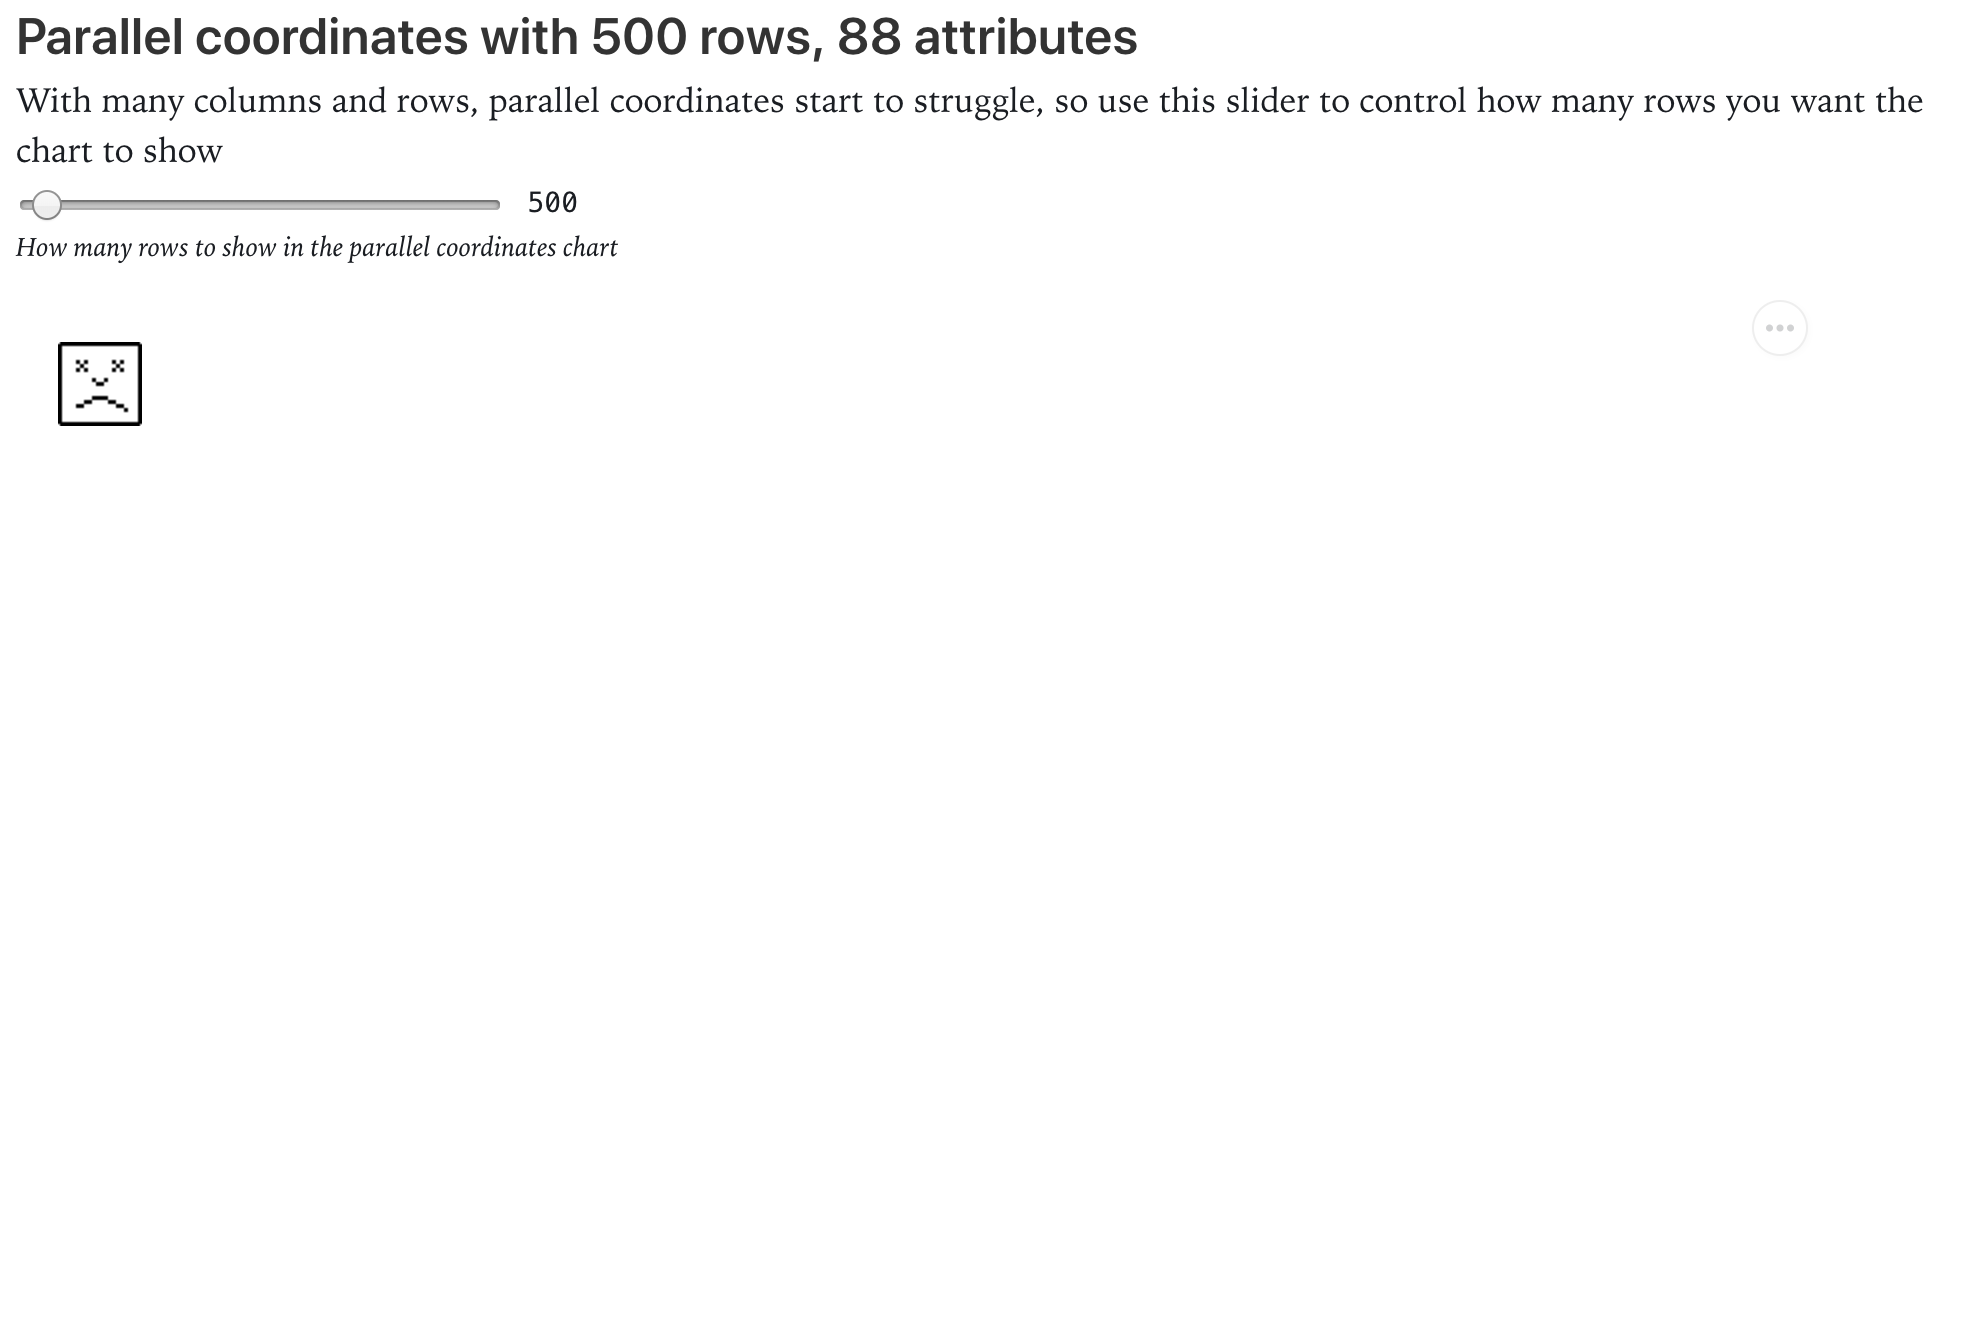 Parallel coordinates with 500 rows, 88 attributes
With many columns and rows, parallel coordinates start to struggle, so use this slider to control how many rows you want the
chart to show
500
How many rows to show in the parallel coordinates chart